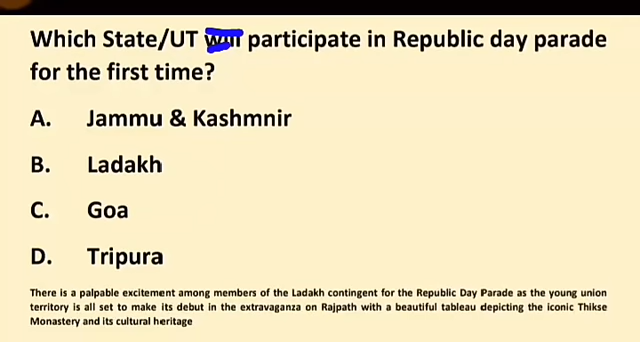 Which State/UT will participate in Republic day parade
for the first time?
A. Jammu & Kashmnir
B. Ladakh
C. Goa
D. Tripura
There is a palpable excitement among members of the Ladakh contingent for the Republic Day Parade as the young union
territory is all set to make its debut in the extravaganza on Rajpath with a beautiful tableau depicting the iconic Thikse
Monastery and its cultural heritage